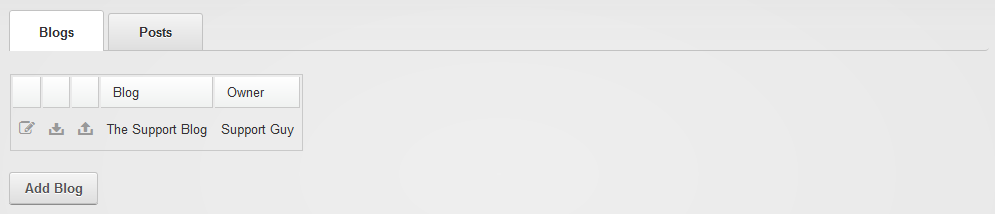 Blogs Posts
Blog Owner
The Support Blog Support Guy
Add Blog